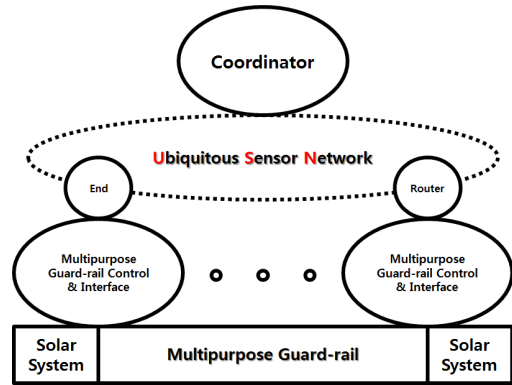 Coordinator
Ubiquitous Sensor Network
End
Router
Multipurpose
Guard-rail Control
& Interface
Multipurpose
Guard-rail Control
& Interface
Solar
System
Multipurpose Guard-rail
Solar
System